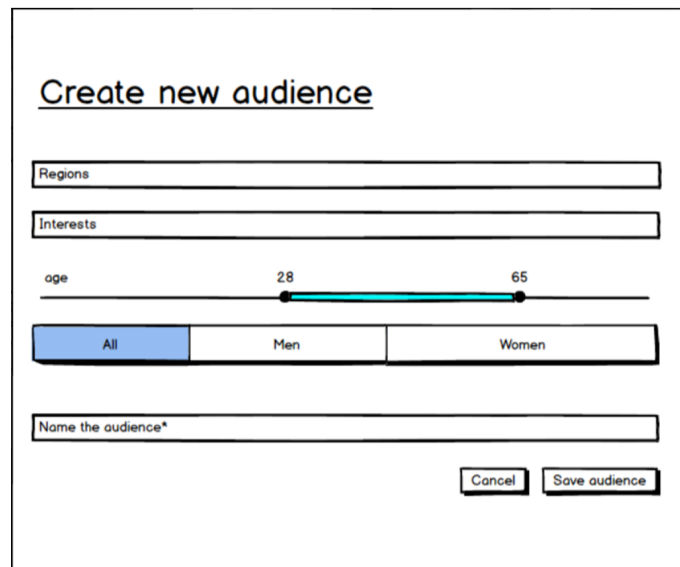 Create new audience
Regions
Interests
age 28 65
All Men Women
Name the audience*
Cancel Save audience